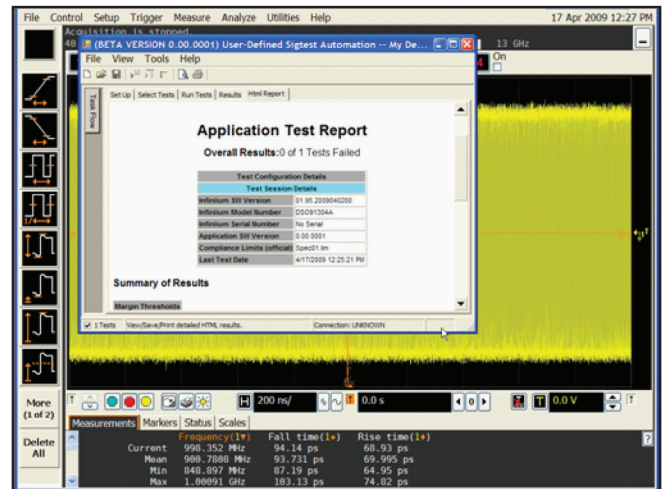 File Control Setup Trigger Measure Analyze Utilities Help 17 Apr 2009 12:27 PM
Acquisition is stopped.
13 GHz
(BETA VERSION 0.00.0001) User-Defined Sigtest Automation -- My De...
On
File View Tools Help
Task Flow
Set Up Select Tests Run Tests Results Html Report
Application Test Report
Overall Results:0 of 1 Tests Failed
Test Configuration Details
Test Session Details
Infiniium SW Version 01.95.2009040200
Infiniium Model Number DSO91304A
Infiniium Serial Number No Serial
Application SW Version 0.00.0001
Compliance Limits (official) Spec01.lim
Last Test Date 4/17/2009 12:25:21 PM
Summary of Results
Margin Thresholds
1 Tests View/Save/Print detailed HTML results. Connection: UNKNOWN
More
(1 of 2)
H 200 ns/ 0.0 s 0 T 0.0 V
Delete
All
Measurements Markers Status Scales
Frequency(1) Fall time(1) Rise time(1)
Current 998.352 MHz 94.14 ps 68.93 ps
Mean 900.7808 MHz 93.731 ps 69.995 ps
Min 848.897 MHz 87.19 ps 64.95 ps
Max 1.00091 GHz 103.13 ps 74.82 ps